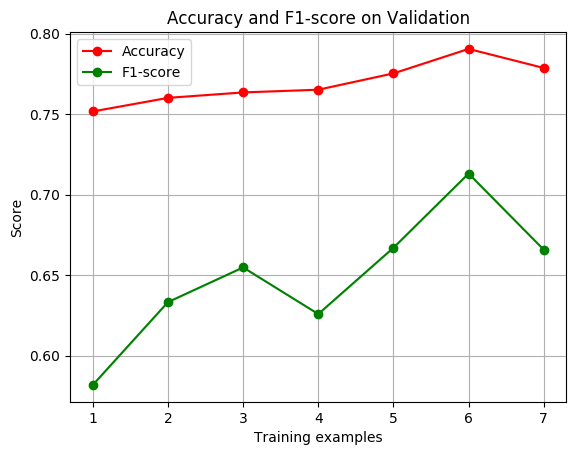 Accuracy and F1-score on Validation
Accuracy
F1-score
0.80
0.75
0.70
0.65
0.60
Score
1 2 3 4 5 6 7
Training examples